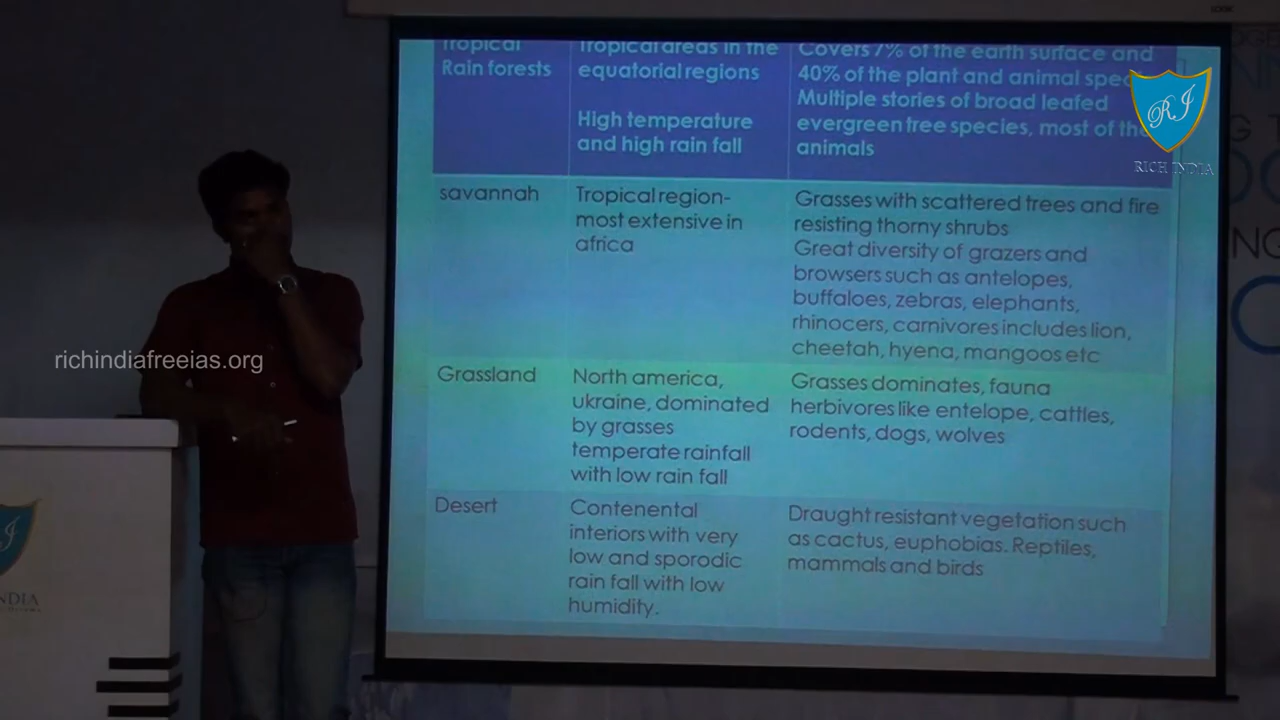 Tropical
Rain forests
Tropical areas in the
equatorial regions
High temperature
and high rain fall
Covers 7% of the earth surface and
40% of the plant and animal spec
Multiple stories of broad leafed
evergreen tree species, most of the
animals
savannah
Tropical region-
most extensive in
africa
Grasses with scattered trees and fire
resisting thorny shrubs
Great diversity of grazers and
browsers such as antelopes,
buffaloes, zebras, elephants,
rhinocers, carnivores includes lion,
cheetah, hyena, mangoos etc
Grassland
North america,
ukraine, dominated
by grasses
temperate rainfall
with low rain fall
Grasses dominates, fauna
herbivores like entelope, cattles,
rodents, dogs, wolves
Desert
Contenental
interiors with very
low and sporodic
rain fall with low
humidity.
Draught resistant vegetation such
as cactus, euphobias. Reptiles,
mammals and birds
RI
RICH INDIA
richindiafreeias.org
NDIA